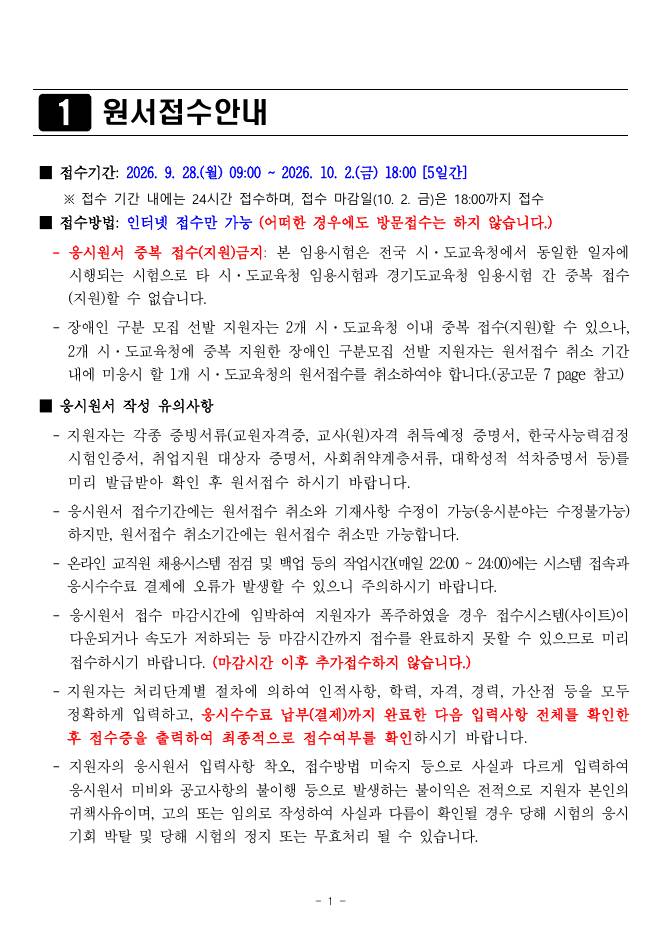 1 원서접수안내
■ 접수기간: 2026. 9. 28.(월) 09:00 ~ 2026. 10. 2.(금) 18:00 [5일간]
※ 접수 기간 내에는 24시간 접수하며, 접수 마감일(10. 2. 금)은 18:00까지 접수
■ 접수방법: 인터넷 접수만 가능 (어떠한 경우에도 방문접수는 하지 않습니다.)
- 응시원서 중복 접수(지원)금지: 본 임용시험은 전국 시・도교육청에서 동일한 일자에
시행되는 시험으로 타 시・도교육청 임용시험과 경기도교육청 임용시험 간 중복 접수
(지원)할 수 없습니다.
- 장애인 구분 모집 선발 지원자는 2개 시・도교육청 이내 중복 접수(지원)할 수 있으나,
2개 시・도교육청에 중복 지원한 장애인 구분모집 선발 지원자는 원서접수 취소 기간
내에 미응시 할 1개 시・도교육청의 원서접수를 취소하여야 합니다.(공고문 7 page 참고)
■ 응시원서 작성 유의사항
- 지원자는 각종 증빙서류(교원자격증, 교사(원)자격 취득예정 증명서, 한국사능력검정
시험인증서, 취업지원 대상자 증명서, 사회취약계층서류, 대학성적 석차증명서 등)를
미리 발급받아 확인 후 원서접수 하시기 바랍니다.
- 응시원서 접수기간에는 원서접수 취소와 기재사항 수정이 가능(응시분야는 수정불가능)
하지만, 원서접수 취소기간에는 원서접수 취소만 가능합니다.
- 온라인 교직원 채용시스템 점검 및 백업 등의 작업시간(매일 22:00 ~ 24:00)에는 시스템 접속과
응시수수료 결제에 오류가 발생할 수 있으니 주의하시기 바랍니다.
- 응시원서 접수 마감시간에 임박하여 지원자가 폭주하였을 경우 접수시스템(사이트)이
다운되거나 속도가 저하되는 등 마감시간까지 접수를 완료하지 못할 수 있으므로 미리
접수하시기 바랍니다. (마감시간 이후 추가접수하지 않습니다.)
- 지원자는 처리단계별 절차에 의하여 인적사항, 학력, 자격, 경력, 가산점 등을 모두
정확하게 입력하고, 응시수수료 납부(결제)까지 완료한 다음 입력사항 전체를 확인한
후 접수증을 출력하여 최종적으로 접수여부를 확인하시기 바랍니다.
- 지원자의 응시원서 입력사항 착오, 접수방법 미숙지 등으로 사실과 다르게 입력하여
응시원서 미비와 공고사항의 불이행 등으로 발생하는 불이익은 전적으로 지원자 본인의
귀책사유이며, 고의 또는 임의로 작성하여 사실과 다름이 확인될 경우 당해 시험의 응시
기회 박탈 및 당해 시험의 정지 또는 무효처리 될 수 있습니다.
- 1 -